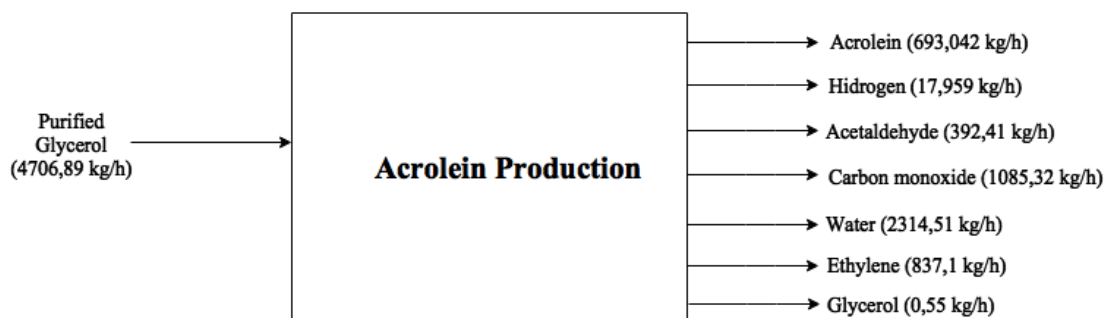 Purified
Glycerol
(4706,89 kg/h)
Acrolein Production
Acrolein (693,042 kg/h)
Hidrogen (17,959 kg/h)
Acetaldehyde (392,41 kg/h)
Carbon monoxide (1085,32 kg/h)
Water (2314,51 kg/h)
Ethylene (837,1 kg/h)
Glycerol (0,55 kg/h)